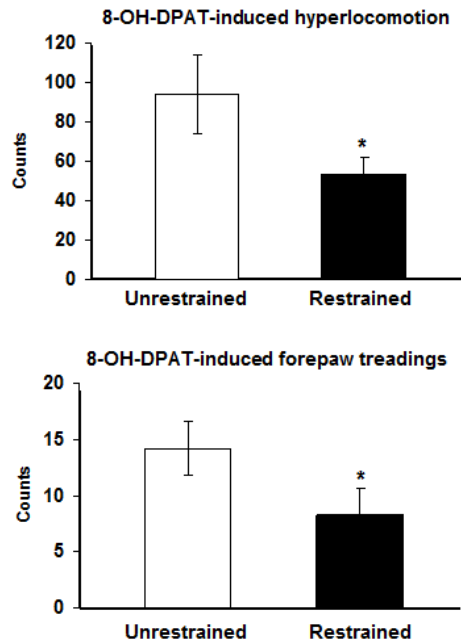 8-OH-DPAT-induced hyperlocomotion
120
100
80
60
40
20
0
Counts
*
Unrestrained Restrained
8-OH-DPAT-induced forepaw treadings
20
15
10
5
0
Counts
*
Unrestrained Restrained